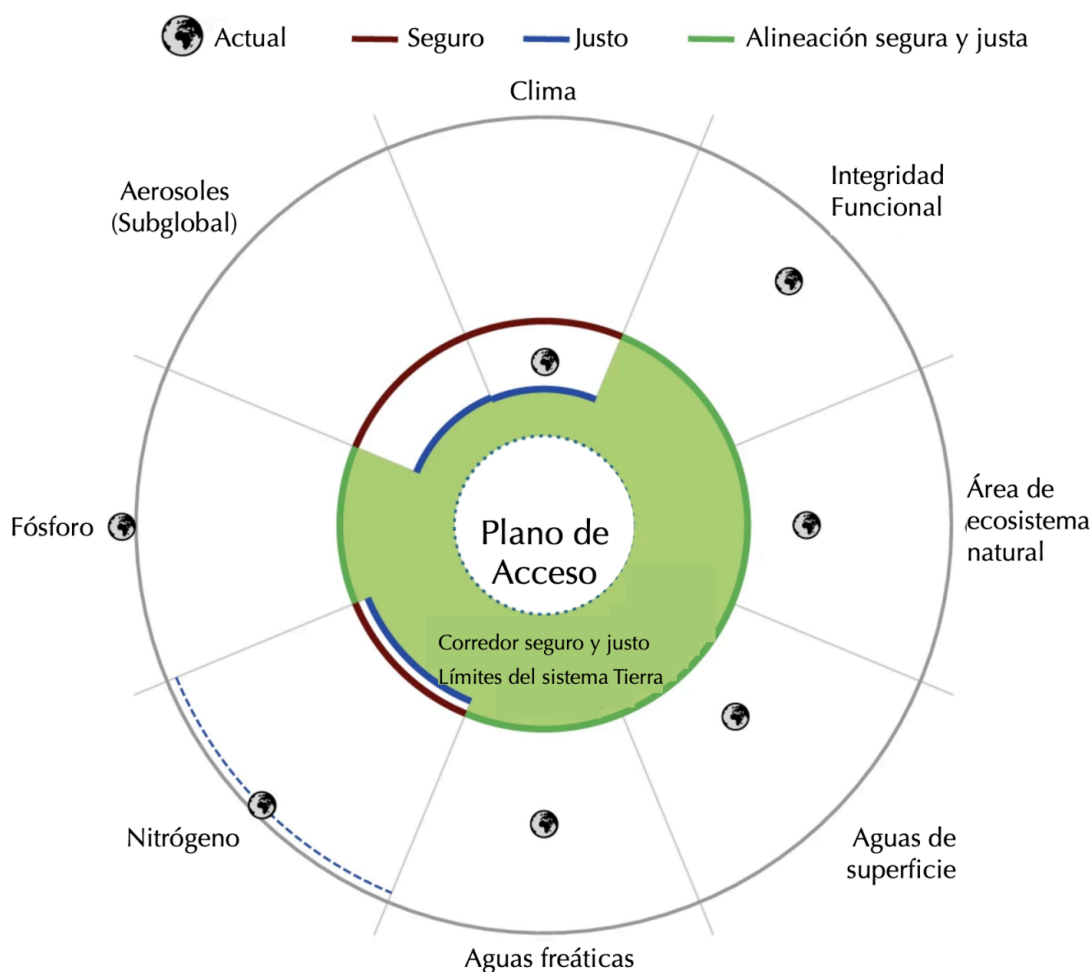 Actual
Seguro
Justo
Alineación segura y justa
Clima
Aerosoles
(Subglobal)
Integridad
Funcional
Fósforo
Área de
ecosistema
natural
Plano de
Acceso
Corredor seguro y justo
Límites del sistema Tierra
Nitrógeno
Aguas de
superficie
Aguas freáticas